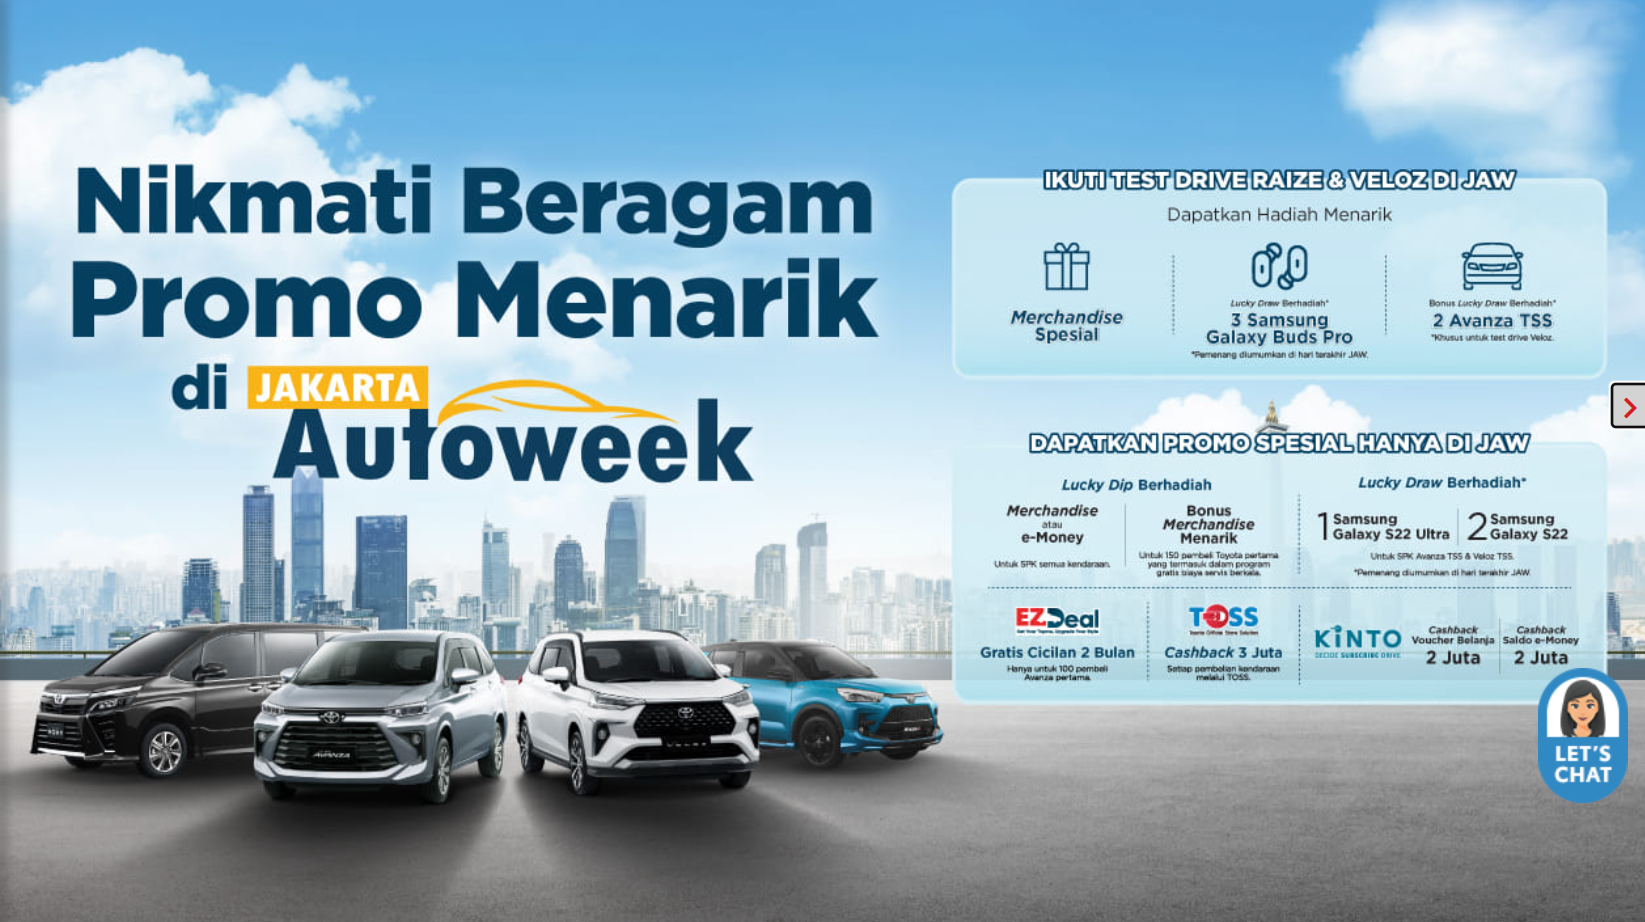 Nikmati Beragam
Promo Menarik
di JAKARTA
Autoweek
IKUTI TEST DRIVE RAIZE & VELOZ DI JAW
Dapatkan Hadiah Menarik
Merchandise
Spesial
Lucky Draw Berhadiah*
3 Samsung
Galaxy Buds Pro
*Pemenang diumumkan di hari terakhir JAW.
Bonus Lucky Draw Berhadiah*
2 Avanza TSS
*Khusus untuk test drive Veloz.
DAPATKAN PROMO SPESIAL HANYA DI JAW
Lucky Dip Berhadiah
Merchandise
atau
e-Money
Untuk SPK semua kendaraan.
Bonus
Merchandise
Menarik
Untuk 150 pembeli Toyota pertama
yang termasuk dalam program
gratis biaya servis berkala.
Lucky Draw Berhadiah*
1 Samsung
Galaxy S22 Ultra
2 Samsung
Galaxy S22
Untuk SPK Avanza TSS & Veloz TSS.
*Pemenang diumumkan di hari terakhir JAW
EZDeal
Gratis Cicilan 2 Bulan
Hanya untuk 100 pembeli
Avanza pertama.
TOSS
Cashback 3 Juta
Setiap pembelian kendaraan
melalui TOSS.
KINTO
DECIDE SUBSCRIBE DRIVE
Cashback
Voucher Belanja
2 Juta
Cashback
Saldo e-Money
2 Juta
AVANZA
VELOZ
LET'S
CHAT